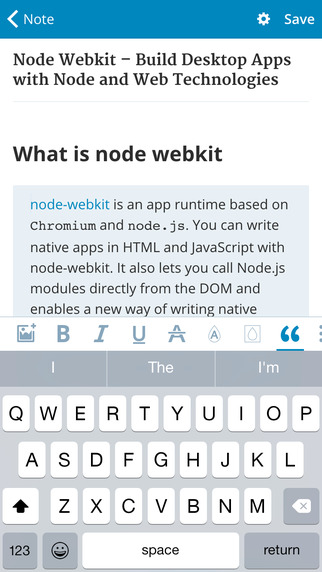 Note Save
Node Webkit – Build Desktop Apps
with Node and Web Technologies
What is node webkit
node-webkit is an app runtime based on
Chromium and node.js. You can write
native apps in HTML and JavaScript with
node-webkit. It also lets you call Node.js
modules directly from the DOM and
enables a new way of writing native
B I U A A “
I The I'm
Q W E R T Y U I O P
A S D F G H J K L
Z X C V B N M
123 space return